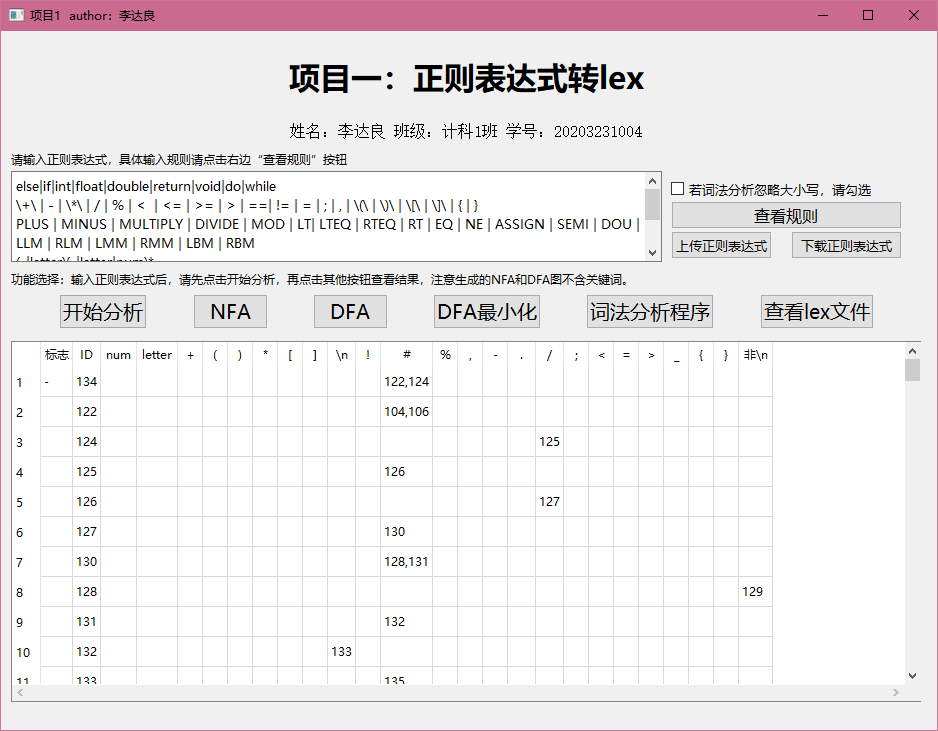 项目1 author：李达良
项目一：正则表达式转lex
姓名：李达良 班级：计科1班 学号：20203231004
请输入正则表达式，具体输入规则请点击右边“查看规则”按钮
else|if|int|float|double|return|void|do|while
\+\ | - | \*\ | / | % | < | <= | >= | > | ==| != | = | ; | , | \(\ | \)\ | \[\ | \]\ | { | }
PLUS | MINUS | MULTIPLY | DIVIDE | MOD | LT| LTEQ | RTEQ | RT | EQ | NE | ASSIGN | SEMI | DOU |
LLM | RLM | LMM | RMM | LBM | RBM
若词法分析忽略大小写，请勾选
查看规则
上传正则表达式 下载正则表达式
功能选择：输入正则表达式后，请先点击开始分析，再点击其他按钮查看结果，注意生成的NFA和DFA图不含关键词。
开始分析 NFA DFA DFA最小化 词法分析程序 查看lex文件
标志 ID num letter + ( ) * [ ] \n ! # % , - . / ; < = > _ { } 非\n
1 - 134 122,124
2 122 104,106
3 124 125
4 125 126
5 126 127
6 127 130
7 130 128,131
8 128 129
9 131 132
10 132 133
11 133 135